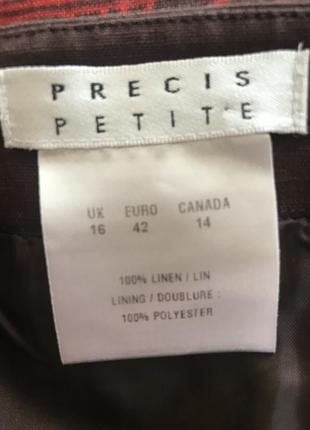 PRECIS
PETITE
UK EURO CANADA
16 42 14
100% LINEN / LIN
LINING / DOUBLURE :
100% POLYESTER